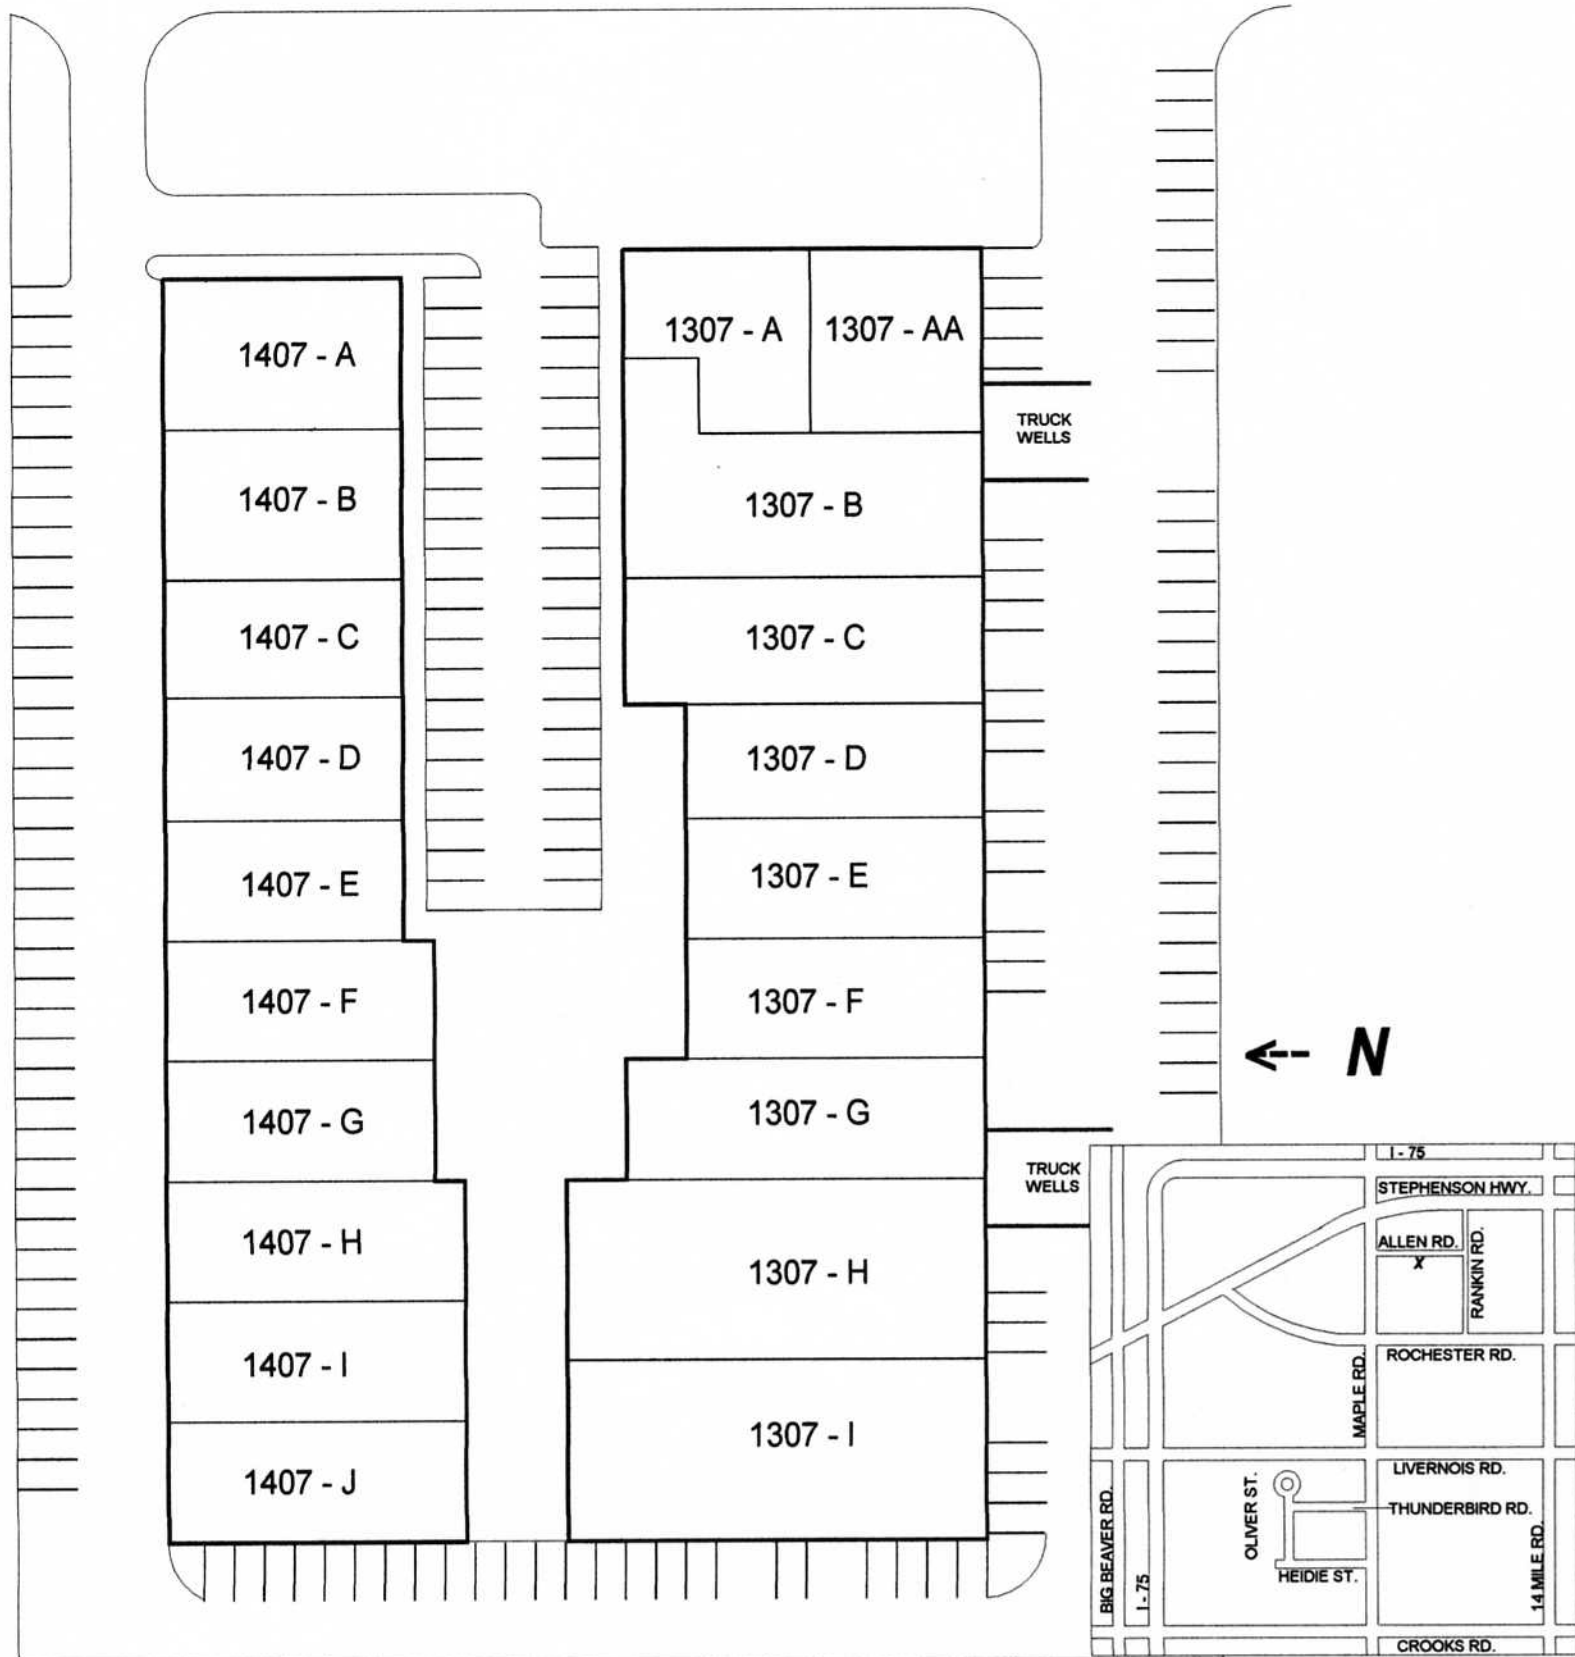 1407 - A
1307 - A
1307 - AA
TRUCK
WELLS
1407 - B
1307 - B
1407 - C
1307 - C
1407 - D
1307 - D
1407 - E
1307 - E
1407 - F
1307 - F
N
1407 - G
1307 - G
TRUCK
WELLS
1407 - H
1307 - H
1407 - I
1307 - I
1407 - J
I - 75
STEPHENSON HWY.
ALLEN RD.
X
RANKIN RD.
ROCHESTER RD.
MAPLE RD.
LIVERNOIS RD.
THUNDERBIRD RD.
OLIVER ST.
HEIDIE ST.
BIG BEAVER RD.
I - 75
14 MILE RD.
CROOKS RD.